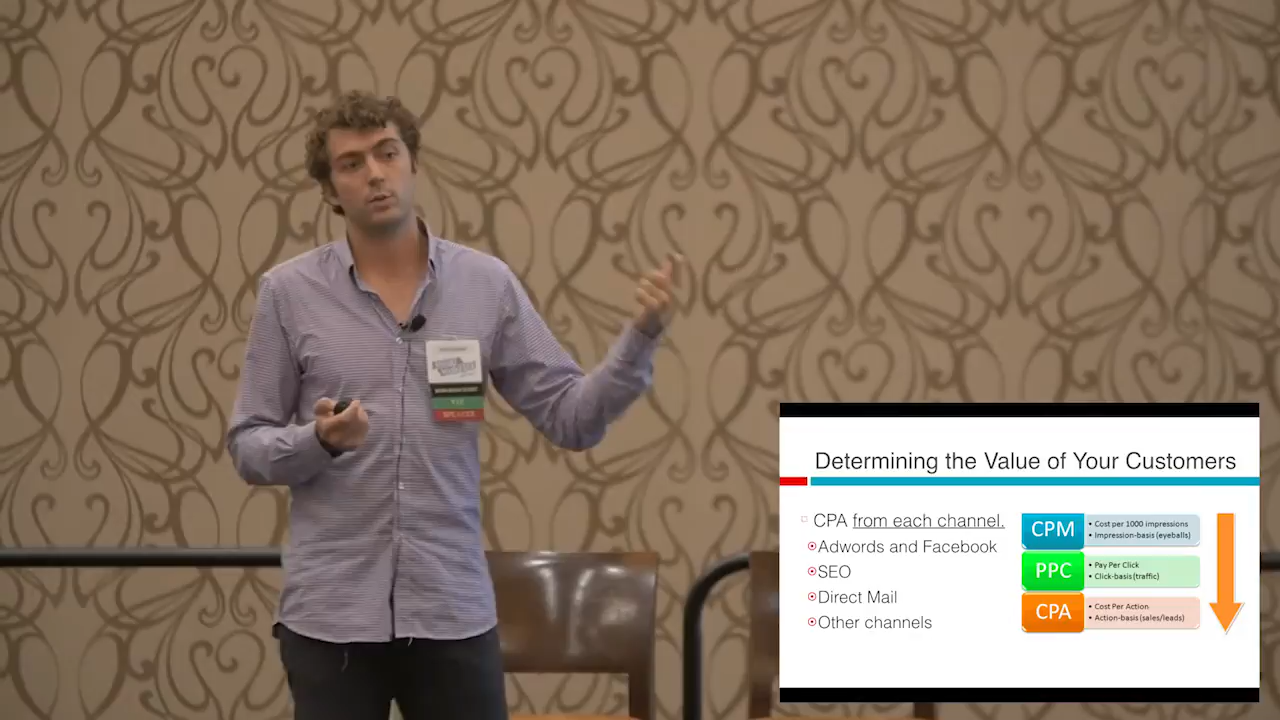 SPEAKER
Determining the Value of Your Customers
CPA from each channel.
Adwords and Facebook
SEO
Direct Mail
Other channels
CPM
• Cost per 1000 impressions
• Impression-basis (eyeballs)
PPC
• Pay Per Click
• Click-basis (traffic)
CPA
• Cost Per Action
• Action-basis (sales/leads)